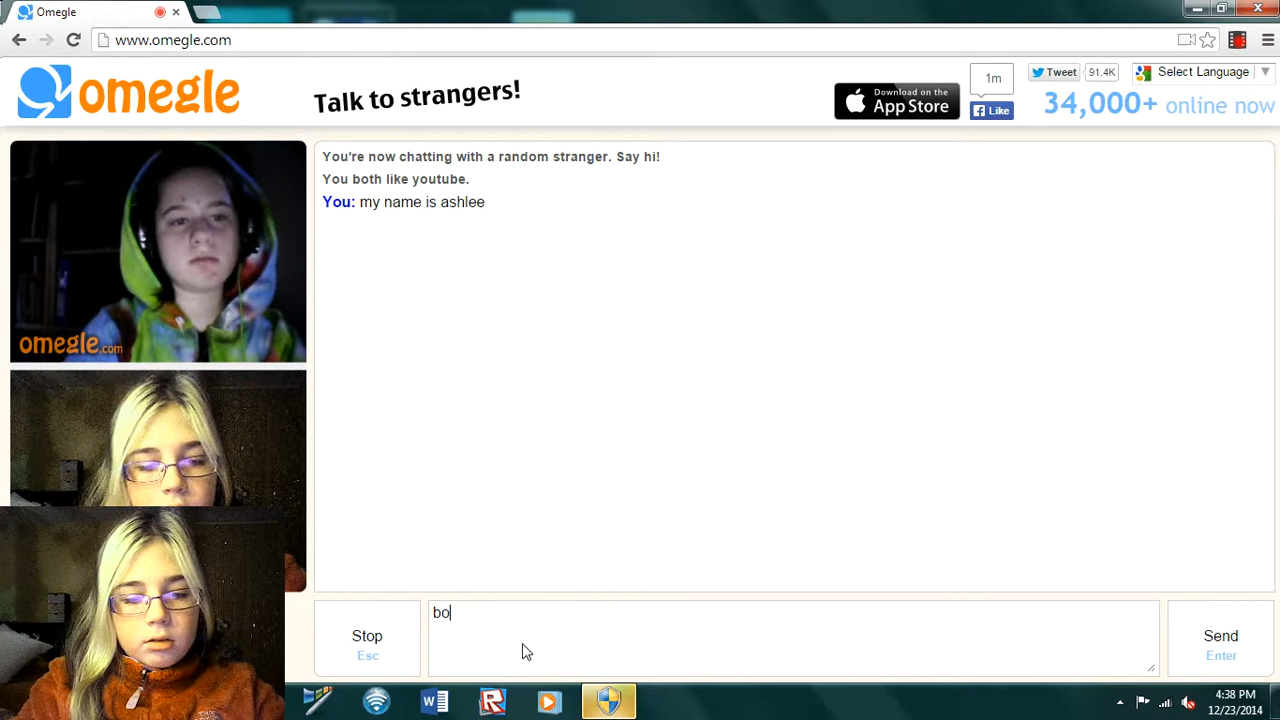 Omegle
www.omegle.com
omegle
Talk to strangers!
Download on the
App Store
1m
Like
Tweet
91.4K
Select Language
34,000+ online now
You're now chatting with a random stranger. Say hi!
You both like youtube.
You: my name is ashlee
omegle.com
Stop
Esc
bo
Send
Enter
4:38 PM
12/23/2014